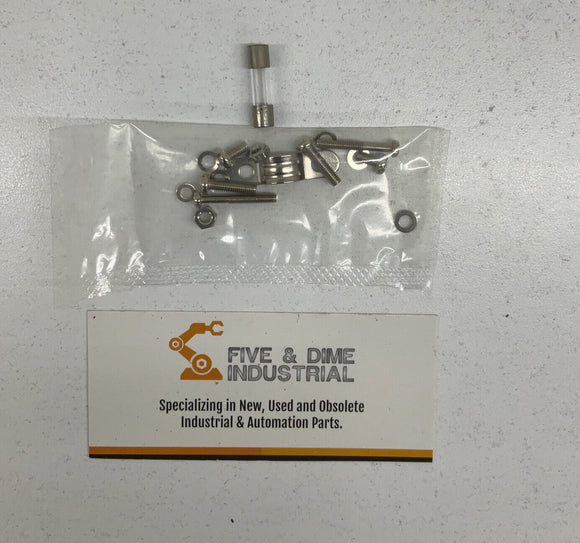 FIVE & DIME
INDUSTRIAL
Specializing in New, Used and Obsolete
Industrial & Automation Parts.